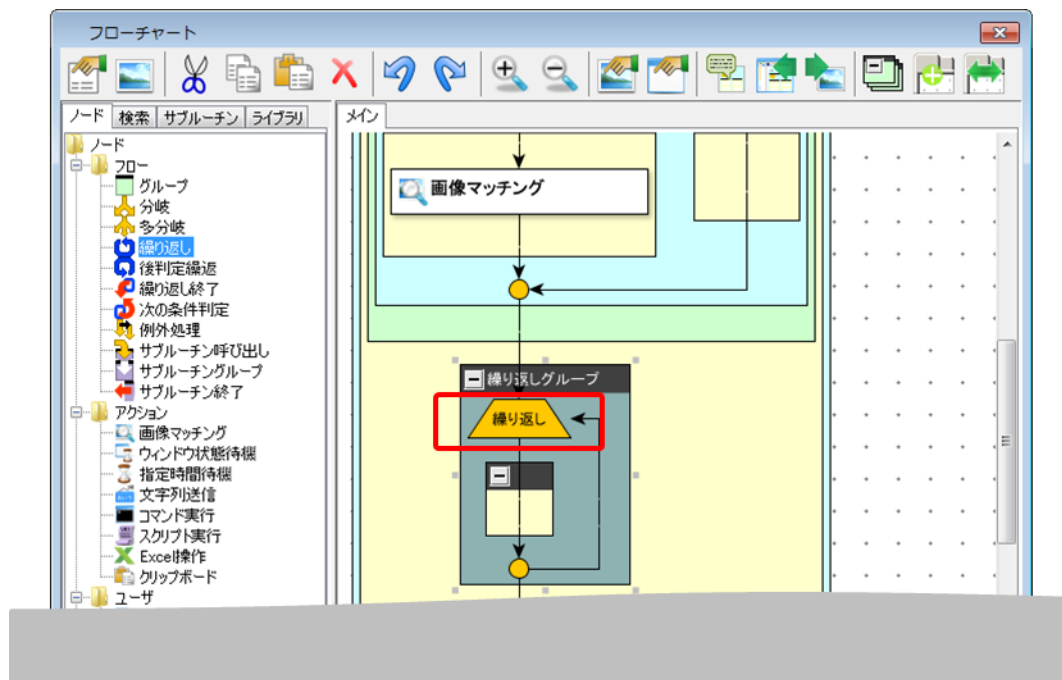 フローチャート
ノード 検索 サブルーチン ライブラリ
メイン
ノード
フロー
グループ
分岐
多分岐
繰り返し
後判定繰返
繰り返し終了
次の条件判定
例外処理
サブルーチン呼び出し
サブルーチングループ
サブルーチン終了
アクション
画像マッチング
ウィンドウ状態待機
指定時間待機
文字列送信
コマンド実行
スクリプト実行
Excel操作
クリップボード
ユーザ
画像マッチング
繰り返しグループ
繰り返し